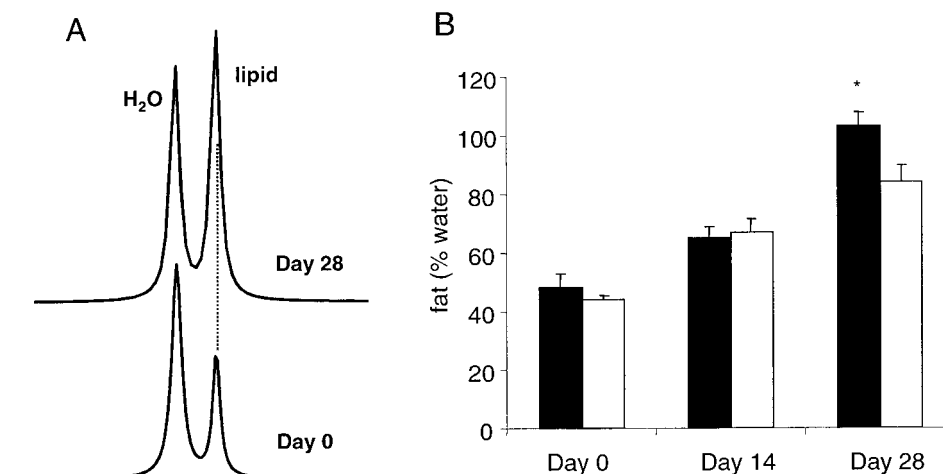 A
H₂O
lipid
Day 28
Day 0
B
fat (% water)
120
100
80
60
40
20
0
*
Day 0
Day 14
Day 28